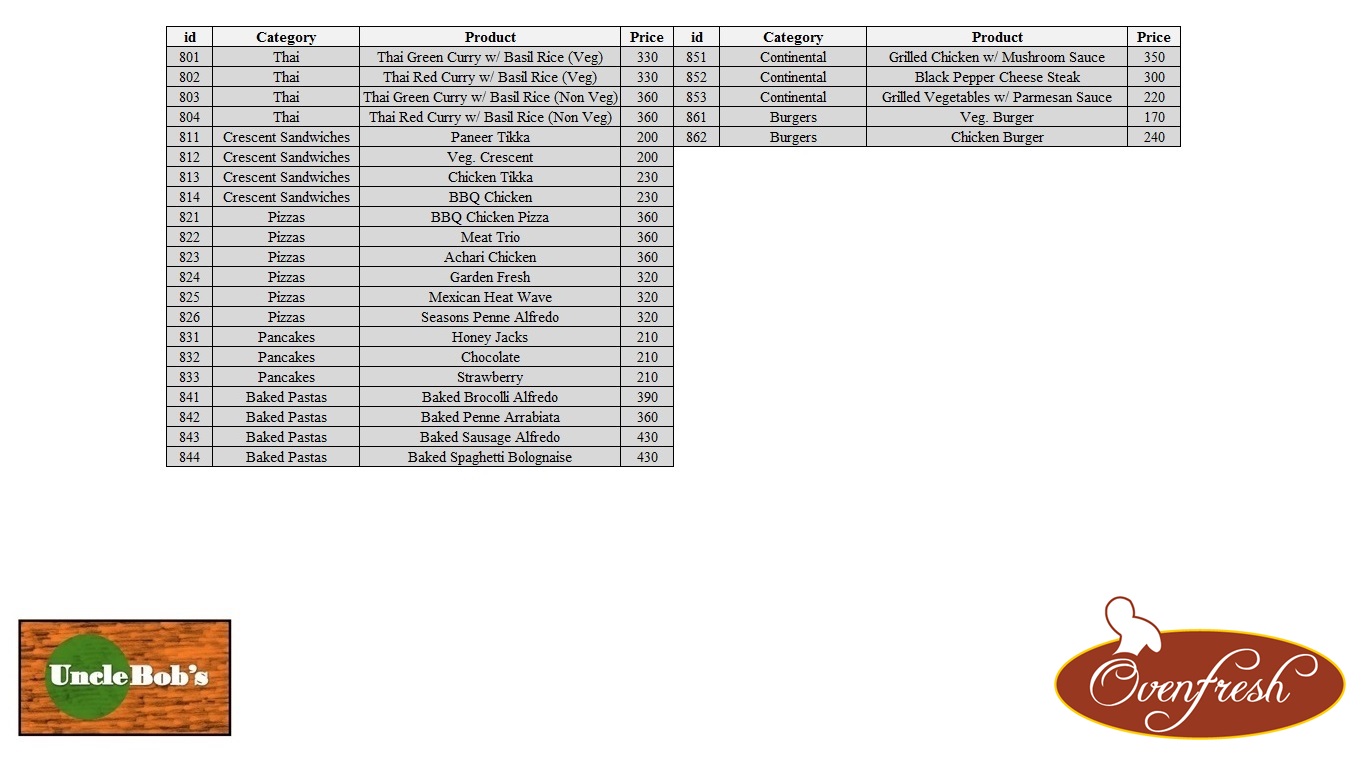 id Category Product Price id Category Product Price
801 Thai Thai Green Curry w/ Basil Rice (Veg) 330 851 Continental Grilled Chicken w/ Mushroom Sauce 350
802 Thai Thai Red Curry w/ Basil Rice (Veg) 330 852 Continental Black Pepper Cheese Steak 300
803 Thai Thai Green Curry w/ Basil Rice (Non Veg) 360 853 Continental Grilled Vegetables w/ Parmesan Sauce 220
804 Thai Thai Red Curry w/ Basil Rice (Non Veg) 360 861 Burgers Veg. Burger 170
811 Crescent Sandwiches Paneer Tikka 200 862 Burgers Chicken Burger 240
812 Crescent Sandwiches Veg. Crescent 200
813 Crescent Sandwiches Chicken Tikka 230
814 Crescent Sandwiches BBQ Chicken 230
821 Pizzas BBQ Chicken Pizza 360
822 Pizzas Meat Trio 360
823 Pizzas Achari Chicken 360
824 Pizzas Garden Fresh 320
825 Pizzas Mexican Heat Wave 320
826 Pizzas Seasons Penne Alfredo 320
831 Pancakes Honey Jacks 210
832 Pancakes Chocolate 210
833 Pancakes Strawberry 210
841 Baked Pastas Baked Brocolli Alfredo 390
842 Baked Pastas Baked Penne Arrabiata 360
843 Baked Pastas Baked Sausage Alfredo 430
844 Baked Pastas Baked Spaghetti Bolognaise 430
Uncle Bob's
Ovenfresh